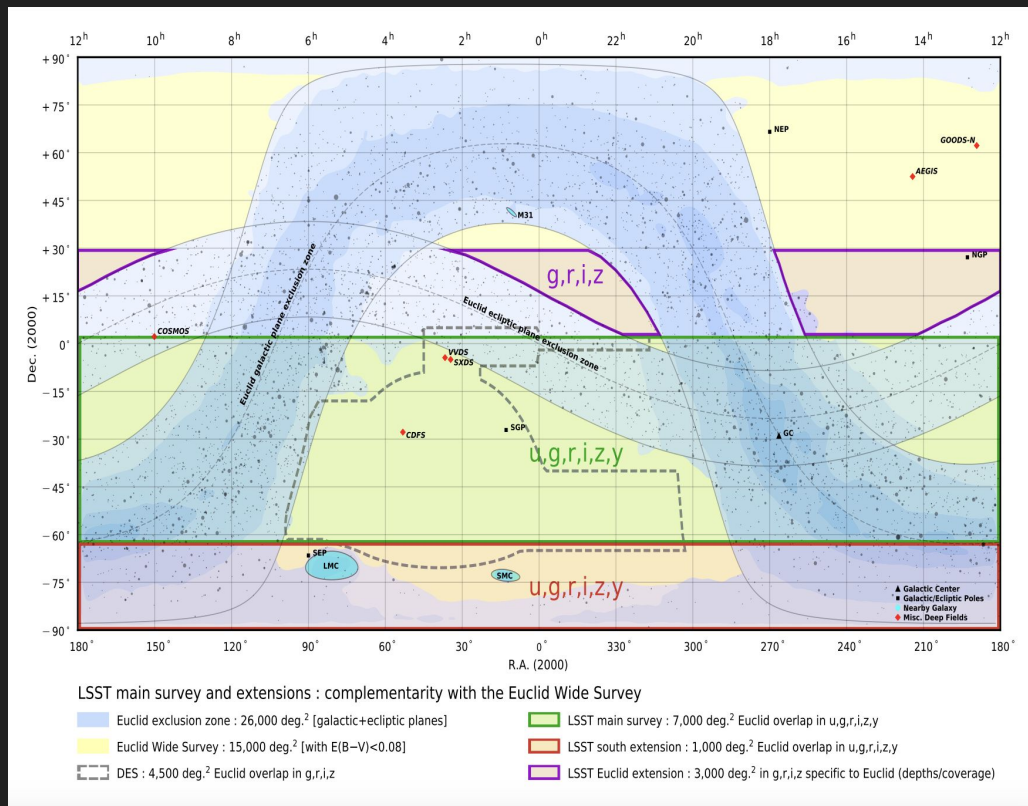 12h 10h 8h 6h 4h 2h 0h 22h 20h 18h 16h 14h 12h
+90°
+75°
NEP
GOODS-N
+60°
AEGIS
+45°
M31
+30°
NGP
g,r,i,z
+15°
Euclid galactic plane exclusion zone
Euclid ecliptic plane exclusion zone
COSMOS
0°
VVDS
SXDS
Dec. (2000)
−15°
CDFS
SGP
GC
−30°
u,g,r,i,z,y
−45°
−60°
SEP
LMC
SMC
−75°
u,g,r,i,z,y
Galactic Center
Galactic/Ecliptic Poles
Nearby Galaxy
Misc. Deep Fields
−90°
180° 150° 120° 90° 60° 30° 0° 330° 300° 270° 240° 210° 180°
R.A. (2000)
LSST main survey and extensions : complementarity with the Euclid Wide Survey
Euclid exclusion zone : 26,000 deg.² [galactic+ecliptic planes]
Euclid Wide Survey : 15,000 deg.² [with E(B−V)<0.08]
DES : 4,500 deg.² Euclid overlap in g,r,i,z
LSST main survey : 7,000 deg.² Euclid overlap in u,g,r,i,z,y
LSST south extension : 1,000 deg.² Euclid overlap in u,g,r,i,z,y
LSST Euclid extension : 3,000 deg.² in g,r,i,z specific to Euclid (depths/coverage)